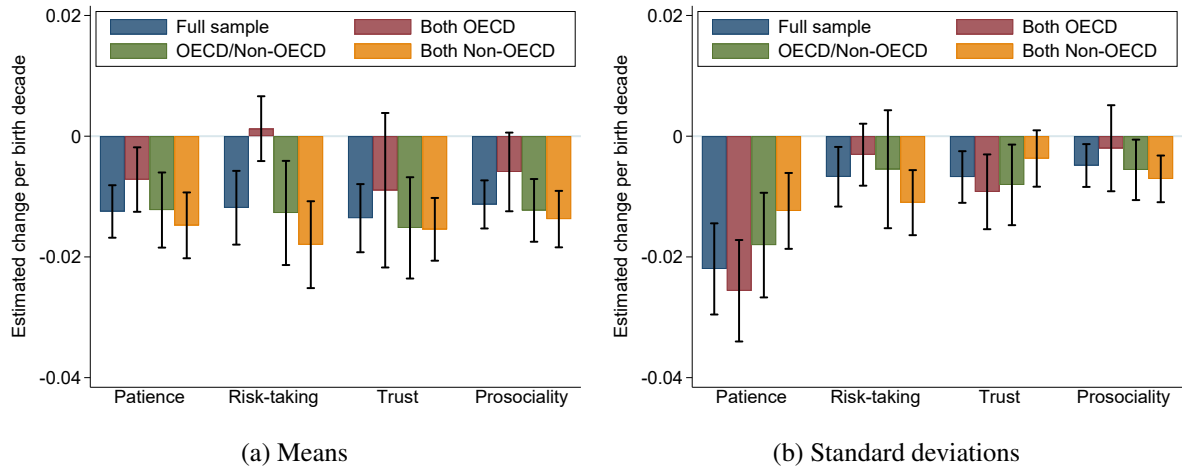 Full sample
Both OECD
OECD/Non-OECD
Both Non-OECD
Estimated change per birth decade
0.02
0
-0.02
-0.04
Patience
Risk-taking
Trust
Prosociality
(a) Means
Full sample
Both OECD
OECD/Non-OECD
Both Non-OECD
Estimated change per birth decade
0.02
0
-0.02
-0.04
Patience
Risk-taking
Trust
Prosociality
(b) Standard deviations